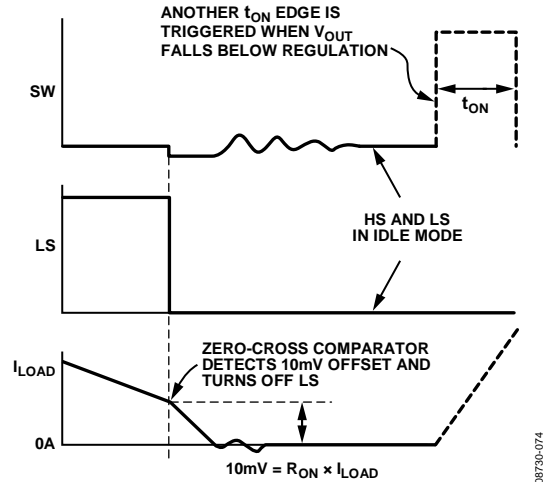 ANOTHER tON EDGE IS
TRIGGERED WHEN VOUT
FALLS BELOW REGULATION
SW
tON
HS AND LS
IN IDLE MODE
LS
ZERO-CROSS COMPARATOR
DETECTS 10mV OFFSET AND
TURNS OFF LS
ILOAD
0A
10mV = RON × ILOAD
08730-074